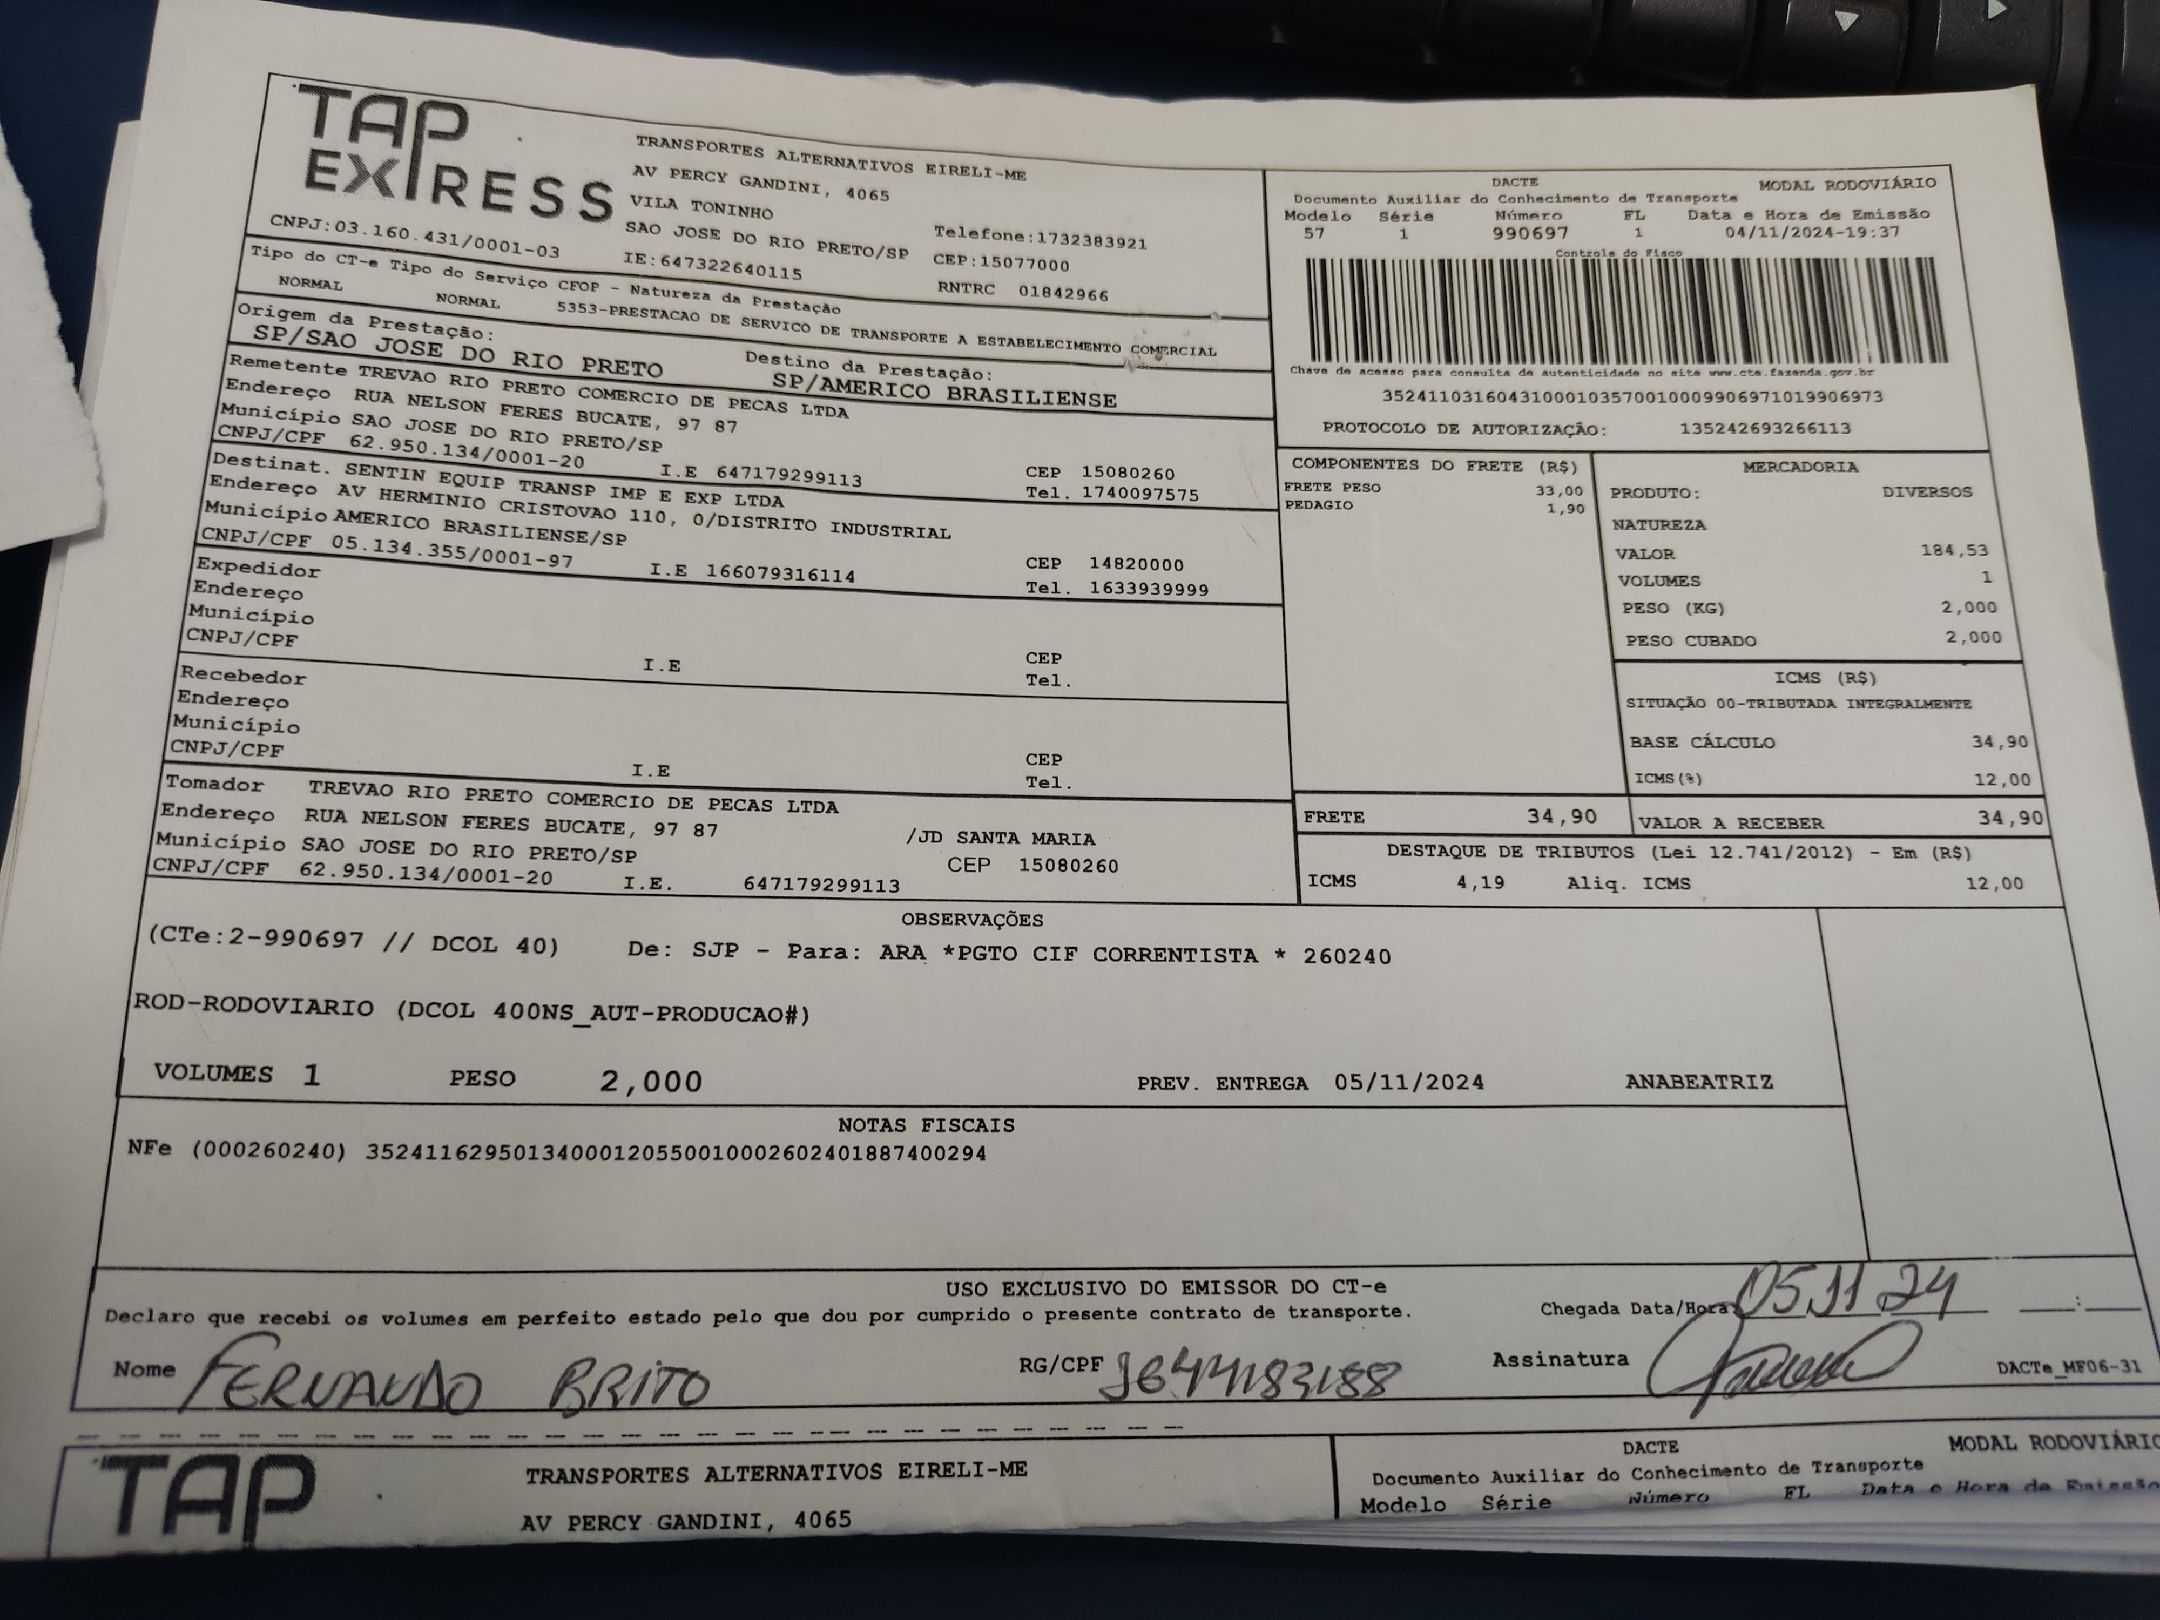 TAP
EXPRESS
TRANSPORTES ALTERNATIVOS EIRELI-ME
AV PERCY GANDINI, 4065
VILA TONINHO
SAO JOSE DO RIO PRETO/SP
Telefone:1732383921
CNPJ:03.160.431/0001-03
IE:647322640115
CEP:15077000
RNTRC 01842966
DACTE MODAL RODOVIÁRIO
Documento Auxiliar do Conhecimento de Transporte
Modelo Série Número FL Data e Hora de Emissão
57 1 990697 1 04/11/2024-19:37
Controle do Fisco
Chave de acesso para consulta de autenticidade no site www.cte.fazenda.gov.br
35241103160431000103570010009906971019906973
PROTOCOLO DE AUTORIZAÇÃO: 135242693266113
Tipo do CT-e Tipo do Serviço CFOP - Natureza da Prestação
NORMAL NORMAL 5353-PRESTACAO DE SERVICO DE TRANSPORTE A ESTABELECIMENTO COMERCIAL
Origem da Prestação: Destino da Prestação:
SP/SAO JOSE DO RIO PRETO SP/AMERICO BRASILIENSE
Remetente TREVAO RIO PRETO COMERCIO DE PECAS LTDA
Endereço RUA NELSON FERES BUCATE, 97 87
Município SAO JOSE DO RIO PRETO/SP CEP 15080260
CNPJ/CPF 62.950.134/0001-20 I.E 647179299113 Tel. 1740097575
Destinat. SENTIN EQUIP TRANSP IMP E EXP LTDA
Endereço AV HERMINIO CRISTOVAO 110, 0/DISTRITO INDUSTRIAL
Município AMERICO BRASILIENSE/SP CEP 14820000
CNPJ/CPF 05.134.355/0001-97 I.E 166079316114 Tel. 1633939999
Expedidor
Endereço
Município CEP
CNPJ/CPF I.E Tel.
Recebedor
Endereço
Município CEP
CNPJ/CPF I.E Tel.
Tomador TREVAO RIO PRETO COMERCIO DE PECAS LTDA
Endereço RUA NELSON FERES BUCATE, 97 87 /JD SANTA MARIA
Município SAO JOSE DO RIO PRETO/SP CEP 15080260
CNPJ/CPF 62.950.134/0001-20 I.E. 647179299113
COMPONENTES DO FRETE (R$)
FRETE PESO 33,00
PEDAGIO 1,90
MERCADORIA
PRODUTO: DIVERSOS
NATUREZA
VALOR 184,53
VOLUMES 1
PESO (KG) 2,000
PESO CUBADO 2,000
ICMS (R$)
SITUAÇÃO 00-TRIBUTADA INTEGRALMENTE
BASE CÁLCULO 34,90
ICMS(%) 12,00
FRETE 34,90 VALOR A RECEBER 34,90
DESTAQUE DE TRIBUTOS (Lei 12.741/2012) - Em (R$)
ICMS 4,19 Aliq. ICMS 12,00
OBSERVAÇÕES
(CTe:2-990697 // DCOL 40) De: SJP - Para: ARA *PGTO CIF CORRENTISTA * 260240
ROD-RODOVIARIO (DCOL 400NS_AUT-PRODUCAO#)
VOLUMES 1 PESO 2,000 PREV. ENTREGA 05/11/2024 ANABEATRIZ
NOTAS FISCAIS
NFe (000260240) 35241162950134000120550010002602401887400294
USO EXCLUSIVO DO EMISSOR DO CT-e
Declaro que recebi os volumes em perfeito estado pelo que dou por cumprido o presente contrato de transporte.
Chegada Data/Hora: 05 11 24
Nome FERNANDO BRITO RG/CPF Assinatura DACTe_MF06-31
TAP
TRANSPORTES ALTERNATIVOS EIRELI-ME
AV PERCY GANDINI, 4065
DACTE MODAL RODOVIÁRIO
Documento Auxiliar do Conhecimento de Transporte
Modelo Série Número FL Data e Hora de Emissão